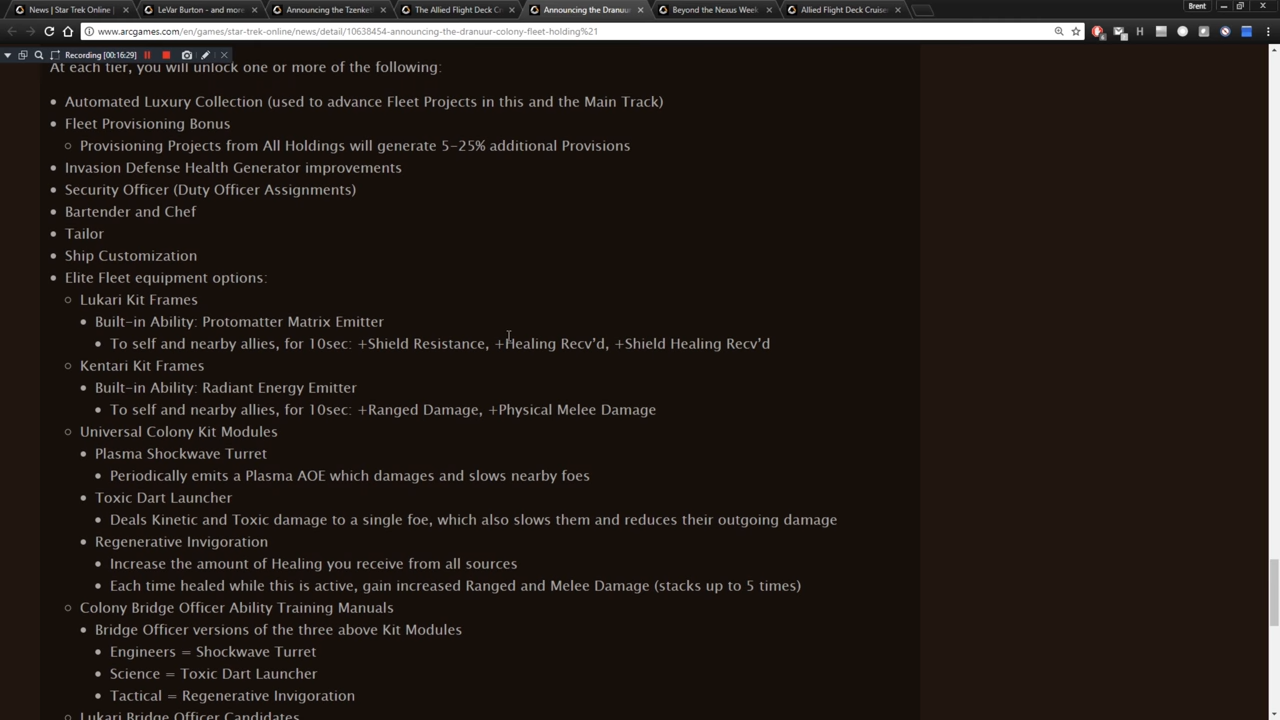 News | Star Trek Online
LeVar Burton - and more
Announcing the Tzenketh
The Allied Flight Deck Cr
Announcing the Dranuur
Beyond the Nexus Week
Allied Flight Deck Cruiser
Brent
www.arcgames.com/en/games/star-trek-online/news/detail/10638454-announcing-the-dranuur-colony-fleet-holding%21
Recording [00:16:29]
At each tier, you will unlock one or more of the following:
Automated Luxury Collection (used to advance Fleet Projects in this and the Main Track)
Fleet Provisioning Bonus
Provisioning Projects from All Holdings will generate 5-25% additional Provisions
Invasion Defense Health Generator improvements
Security Officer (Duty Officer Assignments)
Bartender and Chef
Tailor
Ship Customization
Elite Fleet equipment options:
Lukari Kit Frames
Built-in Ability: Protomatter Matrix Emitter
To self and nearby allies, for 10sec: +Shield Resistance, +Healing Recv'd, +Shield Healing Recv'd
Kentari Kit Frames
Built-in Ability: Radiant Energy Emitter
To self and nearby allies, for 10sec: +Ranged Damage, +Physical Melee Damage
Universal Colony Kit Modules
Plasma Shockwave Turret
Periodically emits a Plasma AOE which damages and slows nearby foes
Toxic Dart Launcher
Deals Kinetic and Toxic damage to a single foe, which also slows them and reduces their outgoing damage
Regenerative Invigoration
Increase the amount of Healing you receive from all sources
Each time healed while this is active, gain increased Ranged and Melee Damage (stacks up to 5 times)
Colony Bridge Officer Ability Training Manuals
Bridge Officer versions of the three above Kit Modules
Engineers = Shockwave Turret
Science = Toxic Dart Launcher
Tactical = Regenerative Invigoration
Lukari Bridge Officer Candidates